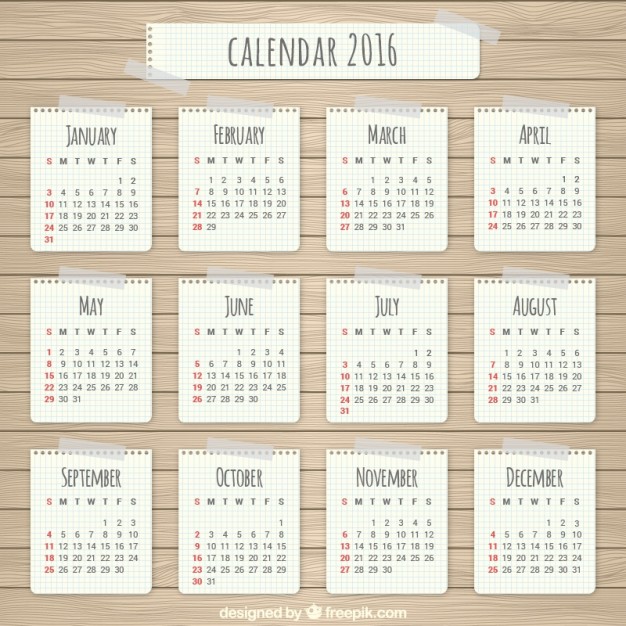 CALENDAR 2016
JANUARY
S M T W T F S
1 2
3 4 5 6 7 8 9
10 11 12 13 14 15 16
17 18 19 20 21 22 23
24 25 26 27 28 29 30
31
FEBRUARY
S M T W T F S
1 2 3 4 5 6
7 8 9 10 11 12 13
14 15 16 17 18 19 20
21 22 23 24 25 26 27
28 29
MARCH
S M T W T F S
1 2 3 4 5
6 7 8 9 10 11 12
13 14 15 16 17 18 19
20 21 22 23 24 25 26
27 28 29 30 31
APRIL
S M T W T F S
1 2
3 4 5 6 7 8 9
10 11 12 13 14 15 16
17 18 19 20 21 22 23
24 25 26 27 28 29 30
MAY
S M T W T F S
1 2 3 4 5 6 7
8 9 10 11 12 13 14
15 16 17 18 19 20 21
22 23 24 25 26 27 28
29 30 31
JUNE
S M T W T F S
1 2 3 4
5 6 7 8 9 10 11
12 13 14 15 16 17 18
19 20 21 22 23 24 25
26 27 28 29 30
JULY
S M T W T F S
1 2
3 4 5 6 7 8 9
10 11 12 13 14 15 16
17 18 19 20 21 22 23
24 25 26 27 28 29 30
31
AUGUST
S M T W T F S
1 2 3 4 5 6
7 8 9 10 11 12 13
14 15 16 17 18 19 20
21 22 23 24 25 26 27
28 29 30 31
SEPTEMBER
S M T W T F S
1 2 3
4 5 6 7 8 9 10
11 12 13 14 15 16 17
18 19 20 21 22 23 24
25 26 27 28 29 30
OCTOBER
S M T W T F S
1
2 3 4 5 6 7 8
9 10 11 12 13 14 15
16 17 18 19 20 21 22
23 24 25 26 27 28 29
30 31
NOVEMBER
S M T W T F S
1 2 3 4 5
6 7 8 9 10 11 12
13 14 15 16 17 18 19
20 21 22 23 24 25 26
27 28 29 30
DECEMBER
S M T W T F S
1 2 3
4 5 6 7 8 9 10
11 12 13 14 15 16 17
18 19 20 21 22 23 24
25 26 27 28 29 30 31
designed by freepik.com